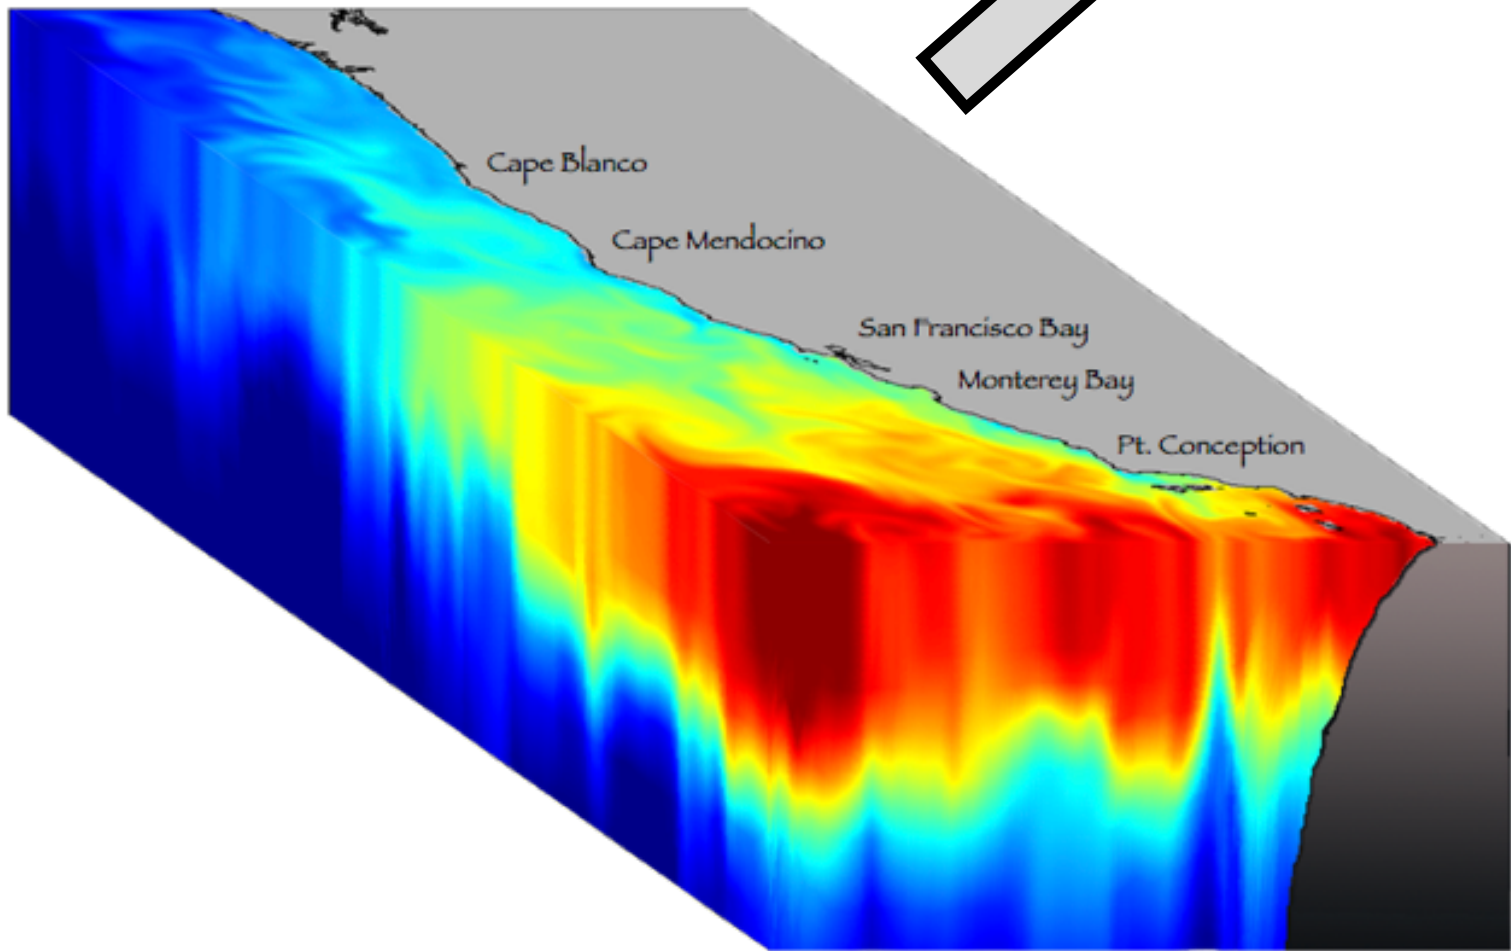 Cape Blanco
Cape Mendocino
San Francisco Bay
Monterey Bay
Pt. Conception